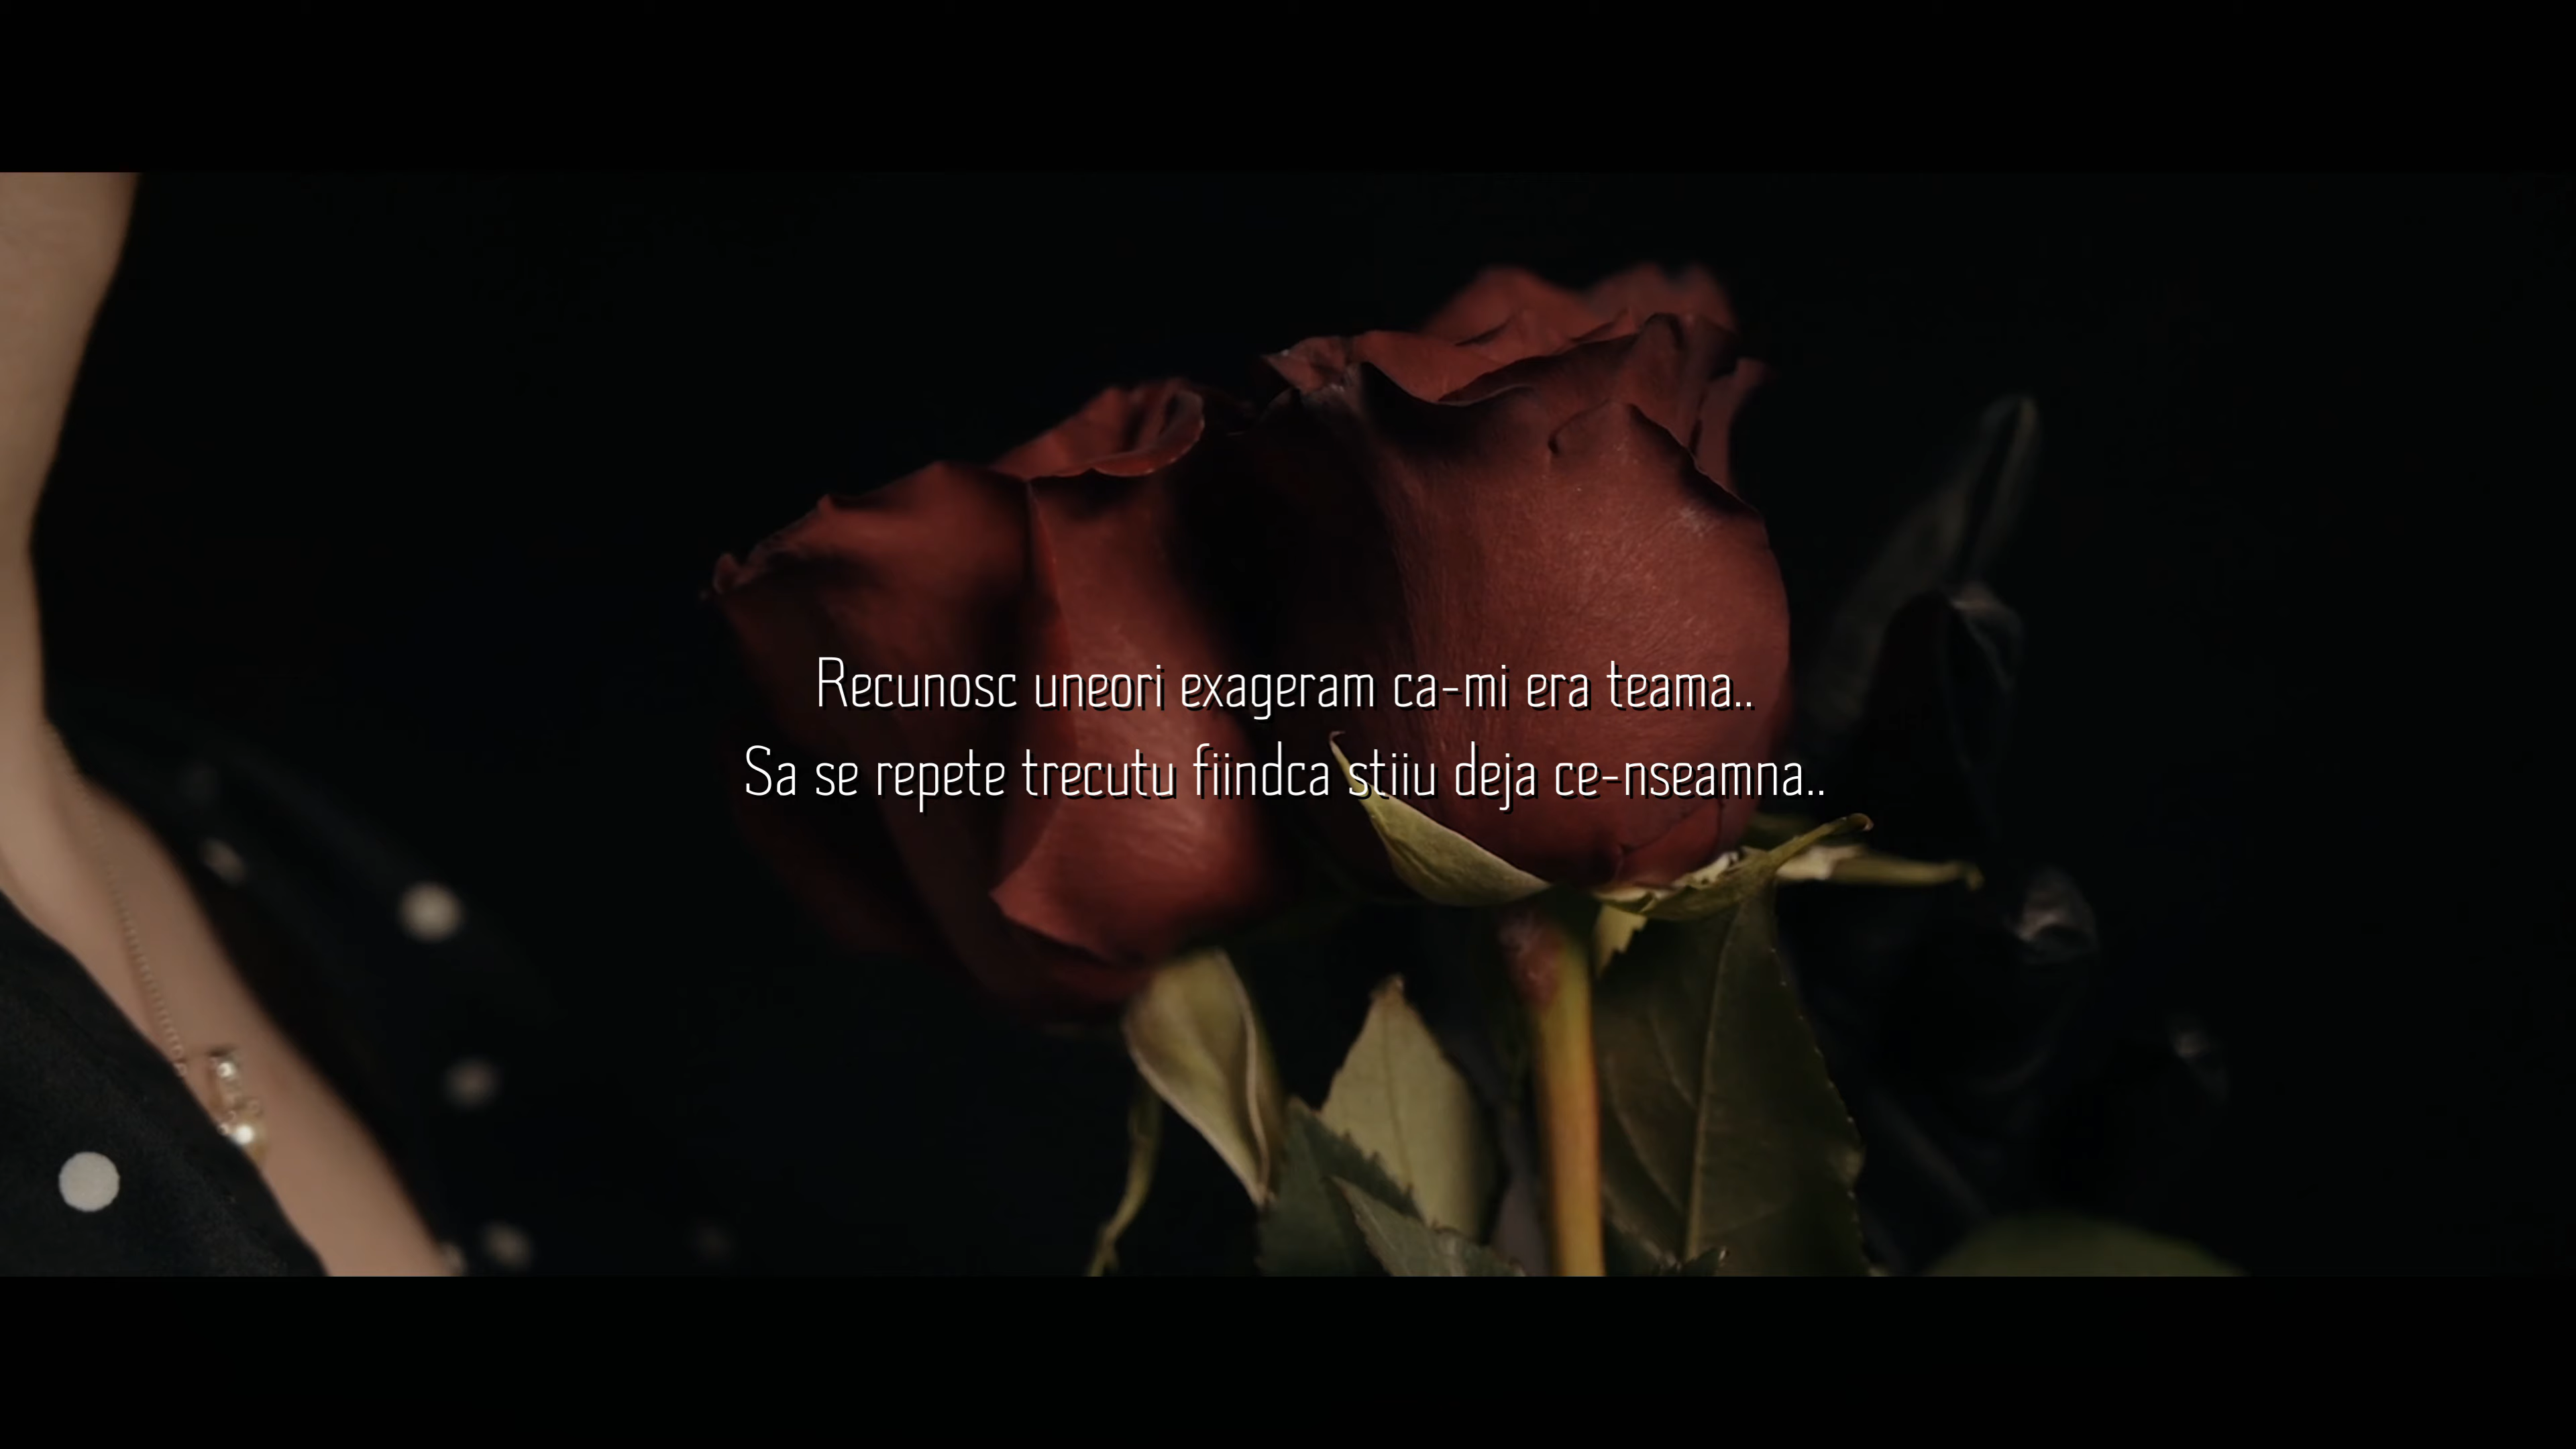 Recunosc uneori exageram ca-mi era teama..
Sa se repete trecutu fiindca stiiu deja ce-nseamna..